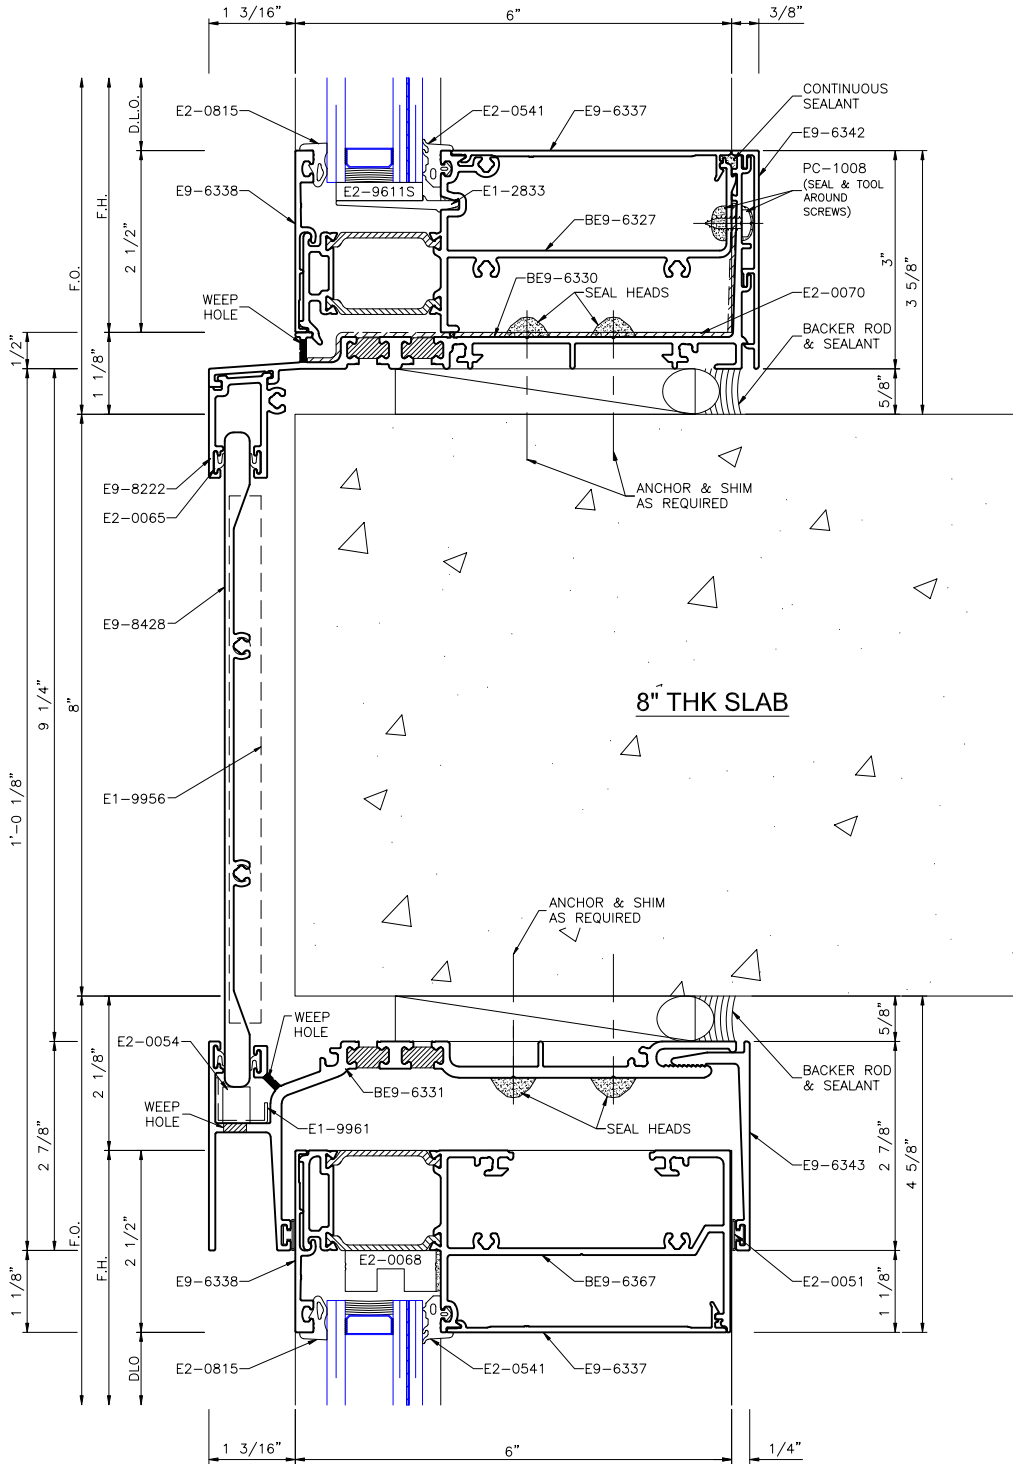 1 3/16"
6"
3/8"
E2-0815
E2-0541
E9-6337
CONTINUOUS
SEALANT
E9-6342
D.L.O.
PC-1008
(SEAL & TOOL
AROUND
SCREWS)
E9-6338
E2-9611S
E1-2833
F.H.
2 1/2"
BE9-6327
F.O.
3"
3 5/8"
WEEP
HOLE
BE9-6330
SEAL HEADS
E2-0070
BACKER ROD
& SEALANT
1/2"
1 1/8"
5/8"
E9-8222
E2-0065
ANCHOR & SHIM
AS REQUIRED
E9-8428
9 1/4"
8"
8" THK SLAB
E1-9956
1'-0 1/8"
ANCHOR & SHIM
AS REQUIRED
WEEP
HOLE
E2-0054
5/8"
2 1/8"
BE9-6331
BACKER ROD
& SEALANT
WEEP
HOLE
E1-9961
SEAL HEADS
2 7/8"
E9-6343
2 7/8"
4 5/8"
F.O.
F.H.
2 1/2"
E2-0068
E9-6338
BE9-6367
E2-0051
1 1/8"
1 1/8"
DLO
E2-0815
E2-0541
E9-6337
1 3/16"
6"
1/4"